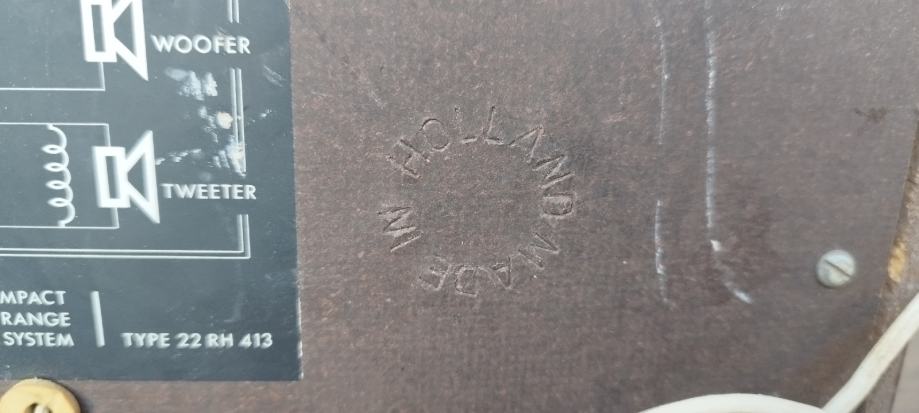 WOOFER
TWEETER
MPACT
RANGE
SYSTEM
TYPE 22 RH 413
MADE IN HOLLAND